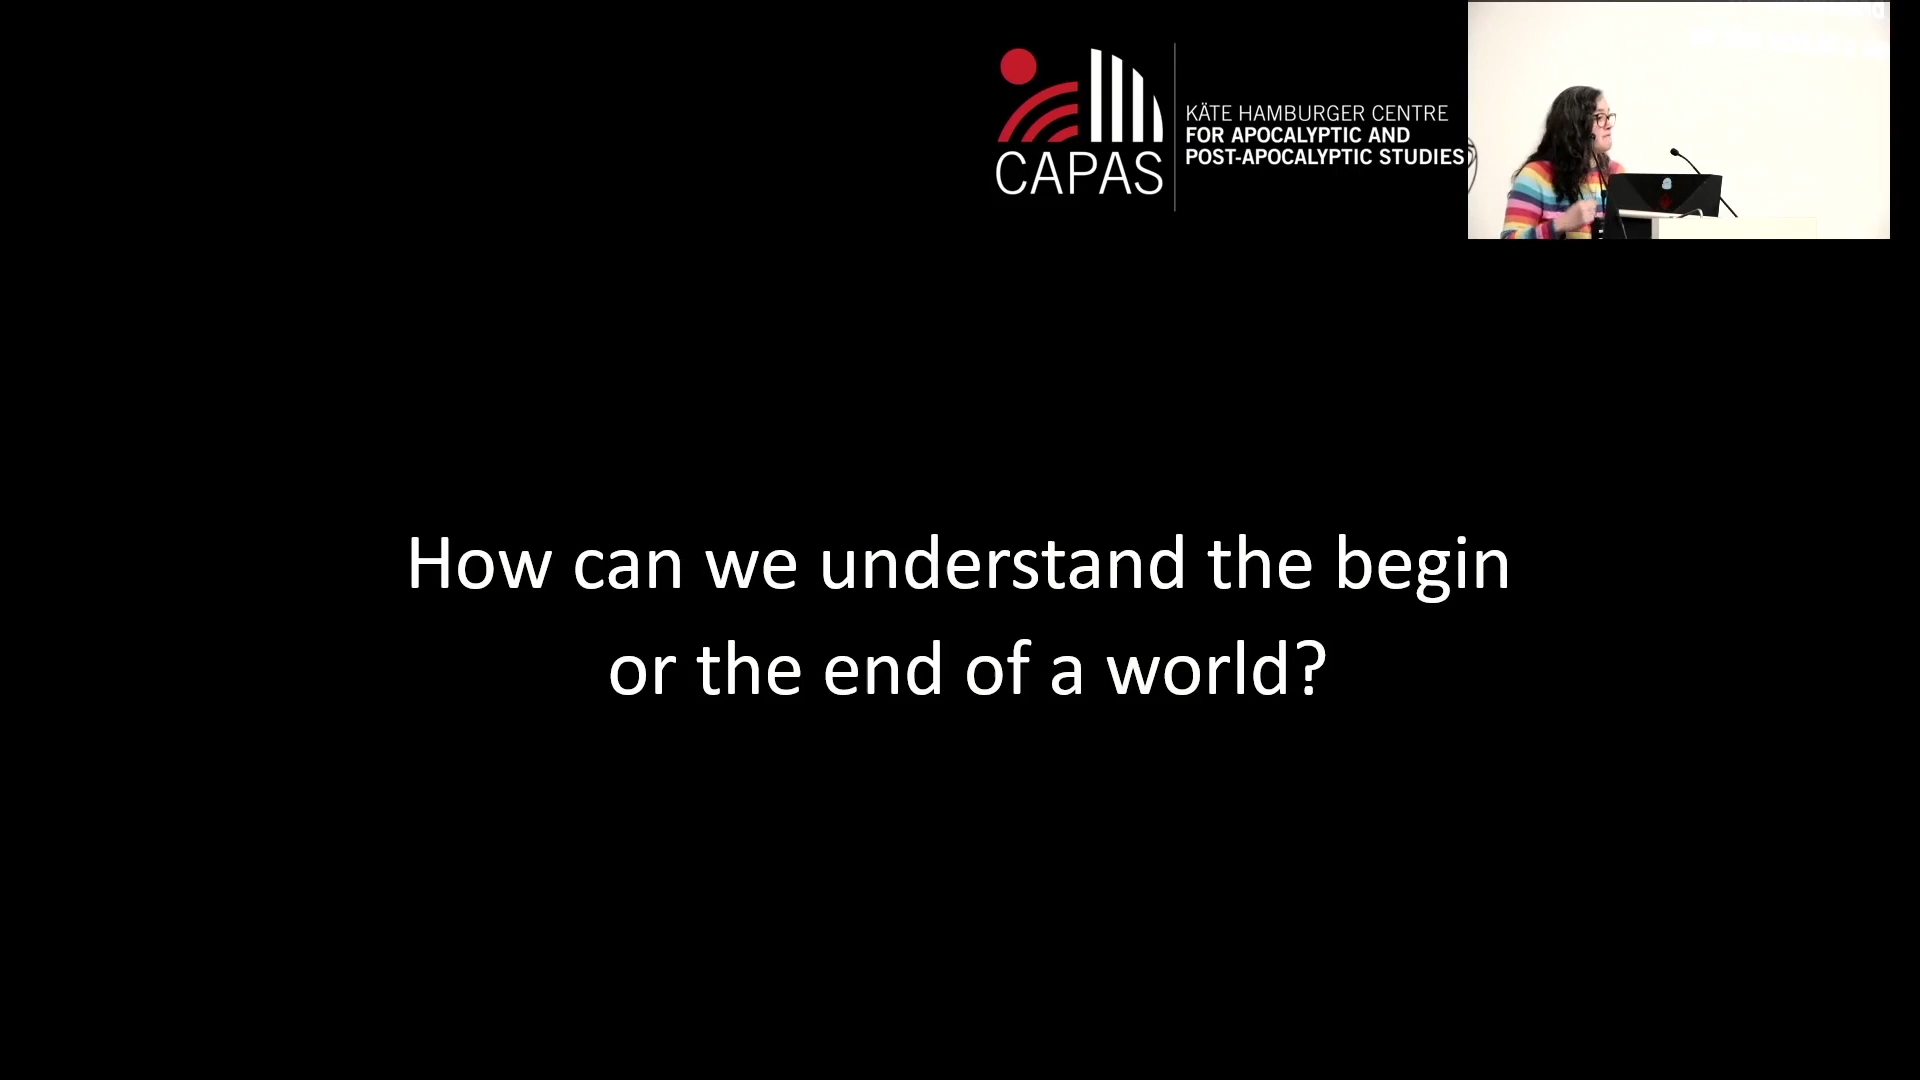 CAPAS
KÄTE HAMBURGER CENTRE
FOR APOCALYPTIC AND
POST-APOCALYPTIC STUDIES
How can we understand the begin
or the end of a world?